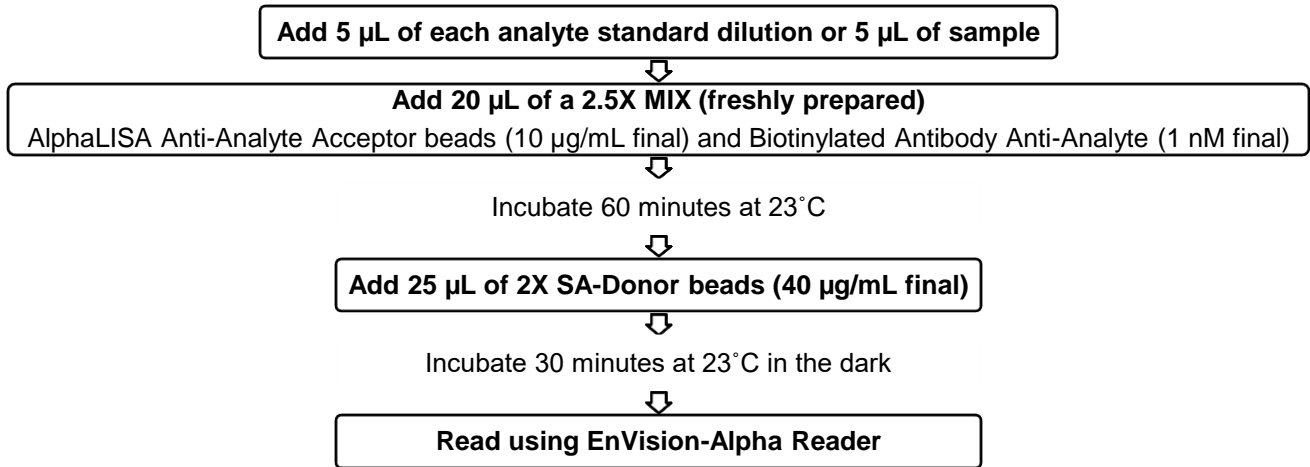 Add 5 µL of each analyte standard dilution or 5 µL of sample
Add 20 µL of a 2.5X MIX (freshly prepared)
AlphaLISA Anti-Analyte Acceptor beads (10 µg/mL final) and Biotinylated Antibody Anti-Analyte (1 nM final)
Incubate 60 minutes at 23˚C
Add 25 µL of 2X SA-Donor beads (40 µg/mL final)
Incubate 30 minutes at 23˚C in the dark
Read using EnVision-Alpha Reader